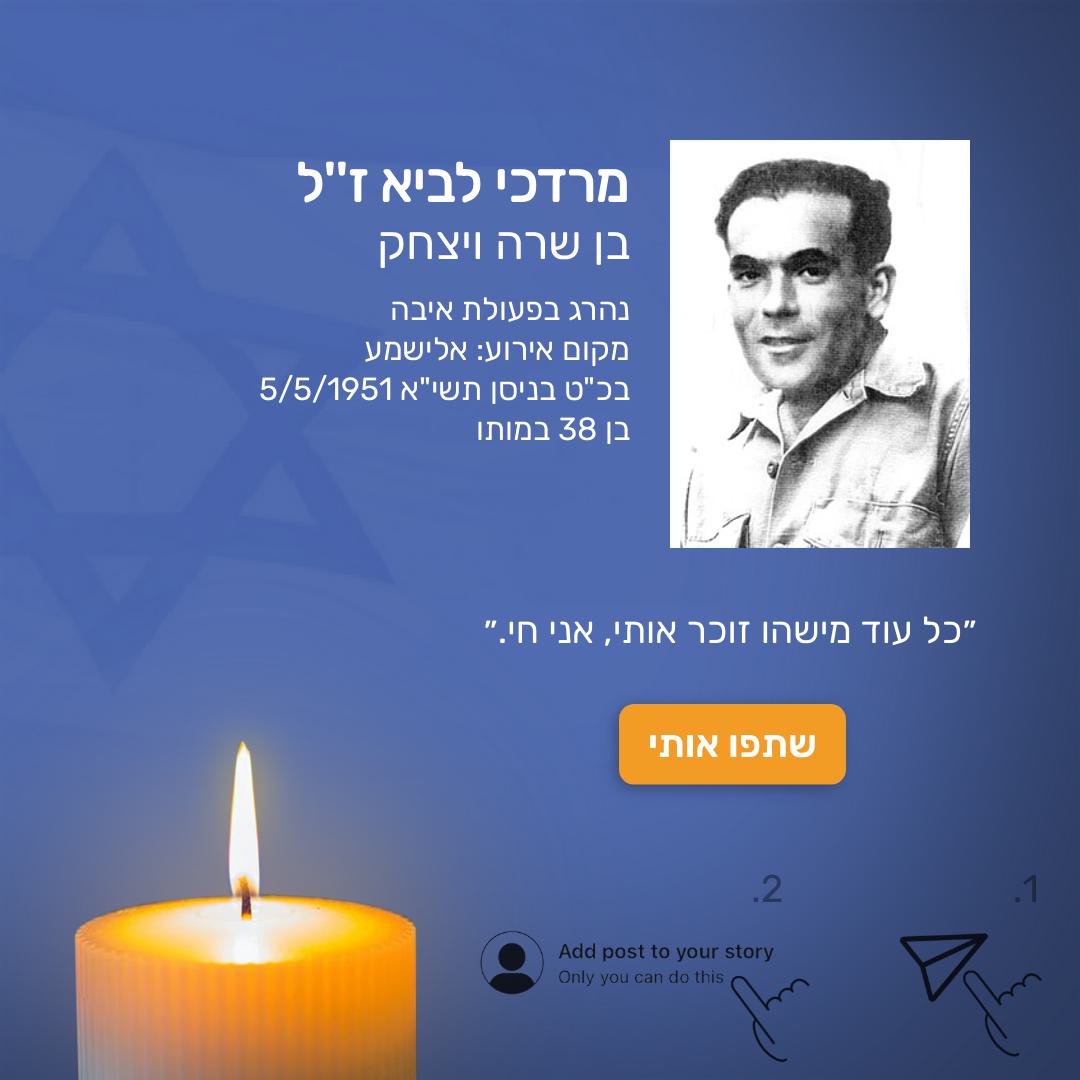 מרדכי לביא ז"ל
בן שרה ויצחק
נהרג בפעולת איבה
מקום אירוע: אלישמע
בכ"ט בניסן תשי"א 5/5/1951
בן 38 במותו
״כל עוד מישהו זוכר אותי, אני חי.״
שתפו אותי
1.
2.
Add post to your story
Only you can do this